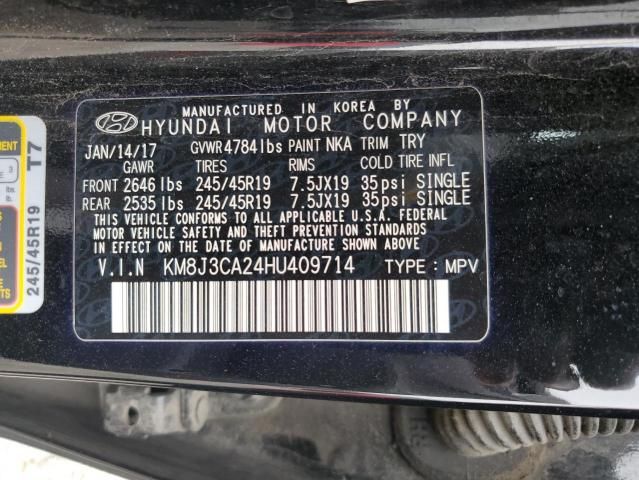 MANUFACTURED IN KOREA BY
HYUNDAI MOTOR COMPANY
JAN/14/17 GVWR 4784 lbs PAINT NKA TRIM TRY
GAWR TIRES RIMS COLD TIRE INFL
FRONT 2646 lbs 245/45R19 7.5JX19 35psi SINGLE
REAR 2535 lbs 245/45R19 7.5JX19 35psi SINGLE
THIS VEHICLE CONFORMS TO ALL APPLICABLE U.S.A. FEDERAL
MOTOR VEHICLE SAFETY AND THEFT PREVENTION STANDARDS
IN EFFECT ON THE DATE OF MANUFACTURE SHOWN ABOVE.
V.I.N KM8J3CA24HU409714 TYPE : MPV
245/45R19 T7
3
lbs.
lb.